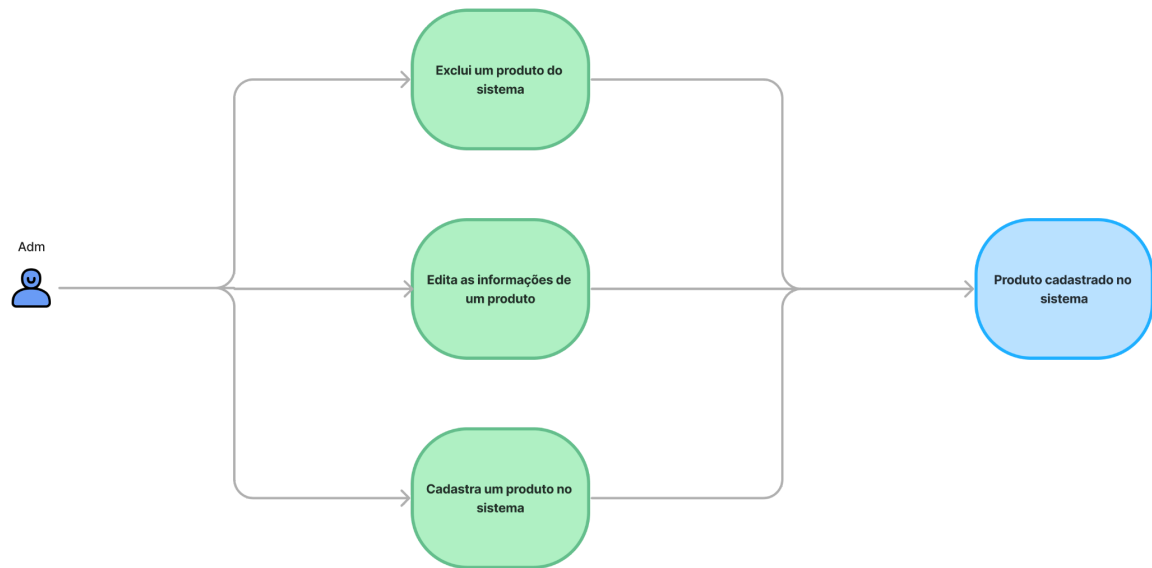 Exclui um produto do
sistema
Adm
Edita as informações de
um produto
Produto cadastrado no
sistema
Cadastra um produto no
sistema